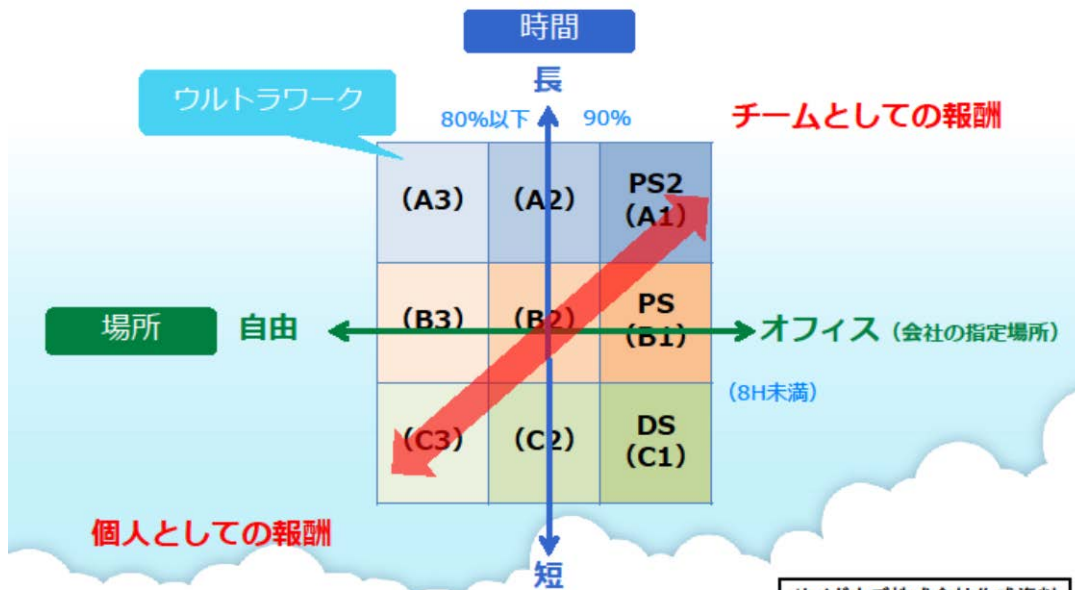 時間
長
ウルトラワーク
80%以下
90%
チームとしての報酬
(A3)
(A2)
PS2
(A1)
場所
自由
(B3)
(B2)
PS
(B1)
オフィス(会社の指定場所)
(8H未満)
(C3)
(C2)
DS
(C1)
個人としての報酬
短